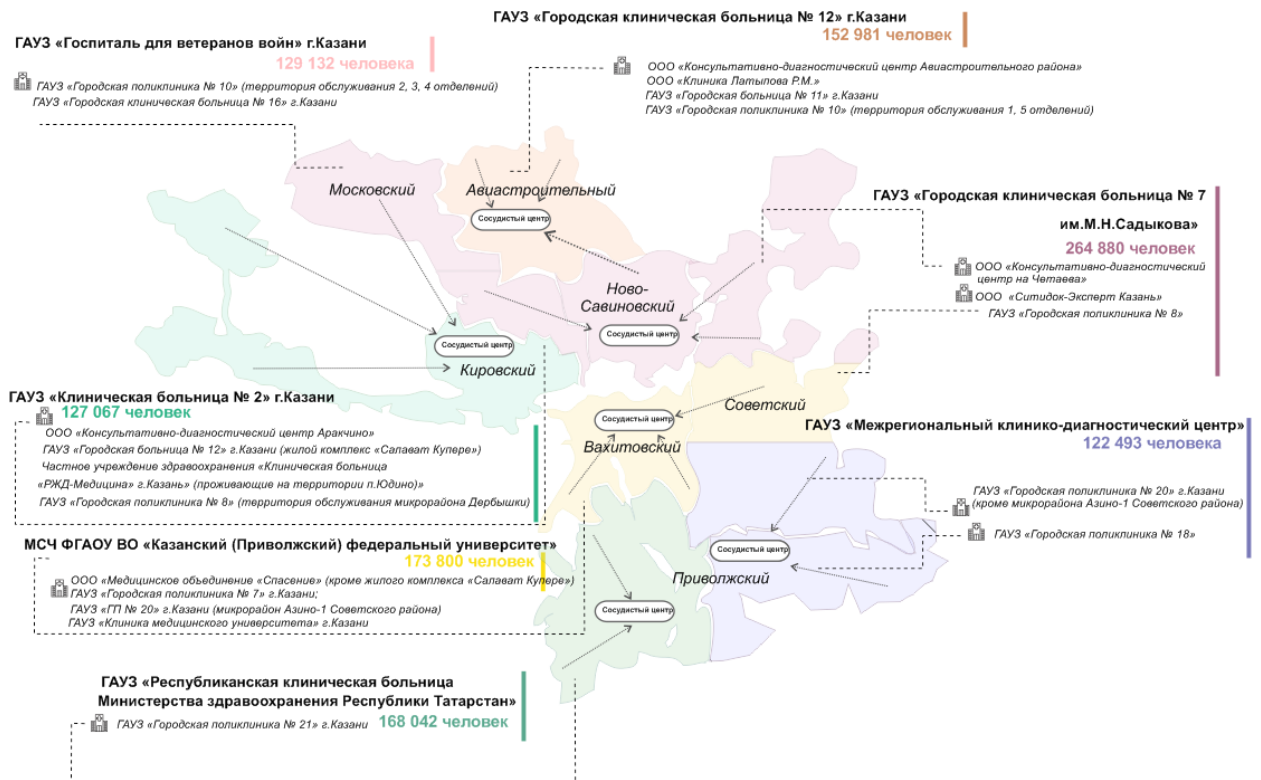 ГАУЗ «Городская клиническая больница № 12» г.Казани
152 981 человек
ООО «Консультативно-диагностический центр Авиастроительного района»
ООО «Клиника Латыпова Р.М.»
ГАУЗ «Городская больница № 11» г.Казани
ГАУЗ «Городская поликлиника № 10» (территория обслуживания 1, 5 отделений)
ГАУЗ «Госпиталь для ветеранов войн» г.Казани
129 132 человека
ГАУЗ «Городская поликлиника № 10» (территория обслуживания 2, 3, 4 отделений)
ГАУЗ «Городская клиническая больница № 16» г.Казани
Московский
Авиастроительный
Сосудистый центр
Ново-
Савиновский
Сосудистый центр
Сосудистый центр
Кировский
ГАУЗ «Городская клиническая больница № 7
им.М.Н.Садыкова»
264 880 человек
ООО «Консультативно-диагностический
центр на Четаева»
ООО «Ситидок-Эксперт Казань»
ГАУЗ «Городская поликлиника № 8»
ГАУЗ «Клиническая больница № 2» г.Казани
127 067 человек
ООО «Консультативно-диагностический центр Аракчино»
ГАУЗ «Городская больница № 12» г.Казани (жилой комплекс «Салават Купере»)
Частное учреждение здравоохранения «Клиническая больница
«РЖД-Медицина» г.Казань» (проживающие на территории п.Юдино)»
ГАУЗ «Городская поликлиника № 8» (территория обслуживания микрорайона Дербышки)
Советский
Сосудистый центр
Вахитовский
ГАУЗ «Межрегиональный клинико-диагностический центр»
122 493 человека
ГАУЗ «Городская поликлиника № 20» г.Казани
(кроме микрорайона Азино-1 Советского района)
ГАУЗ «Городская поликлиника № 18»
Сосудистый центр
Приволжский
Сосудистый центр
МСЧ ФГАОУ ВО «Казанский (Приволжский) федеральный университет»
173 800 человек
ООО «Медицинское объединение «Спасение» (кроме жилого комплекса «Салават Купере»)
ГАУЗ «Городская поликлиника № 7» г.Казани;
ГАУЗ «ГП № 20» г.Казани (микрорайон Азино-1 Советского района)
ГАУЗ «Клиника медицинского университета» г.Казани
ГАУЗ «Республиканская клиническая больница
Министерства здравоохранения Республики Татарстан»
ГАУЗ «Городская поликлиника № 21» г.Казани 168 042 человек